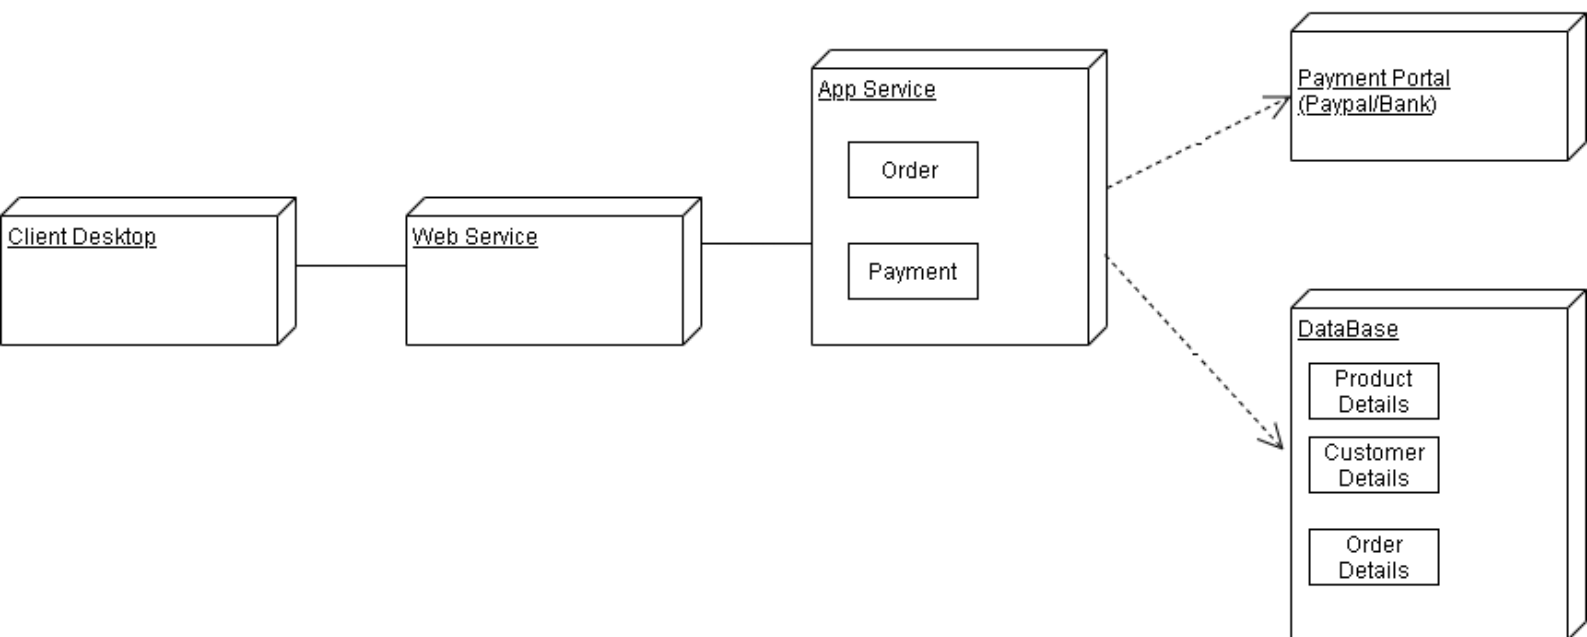 Client Desktop
Web Service
App Service
Order
Payment
Payment Portal
(Paypal/Bank)
DataBase
Product
Details
Customer
Details
Order
Details